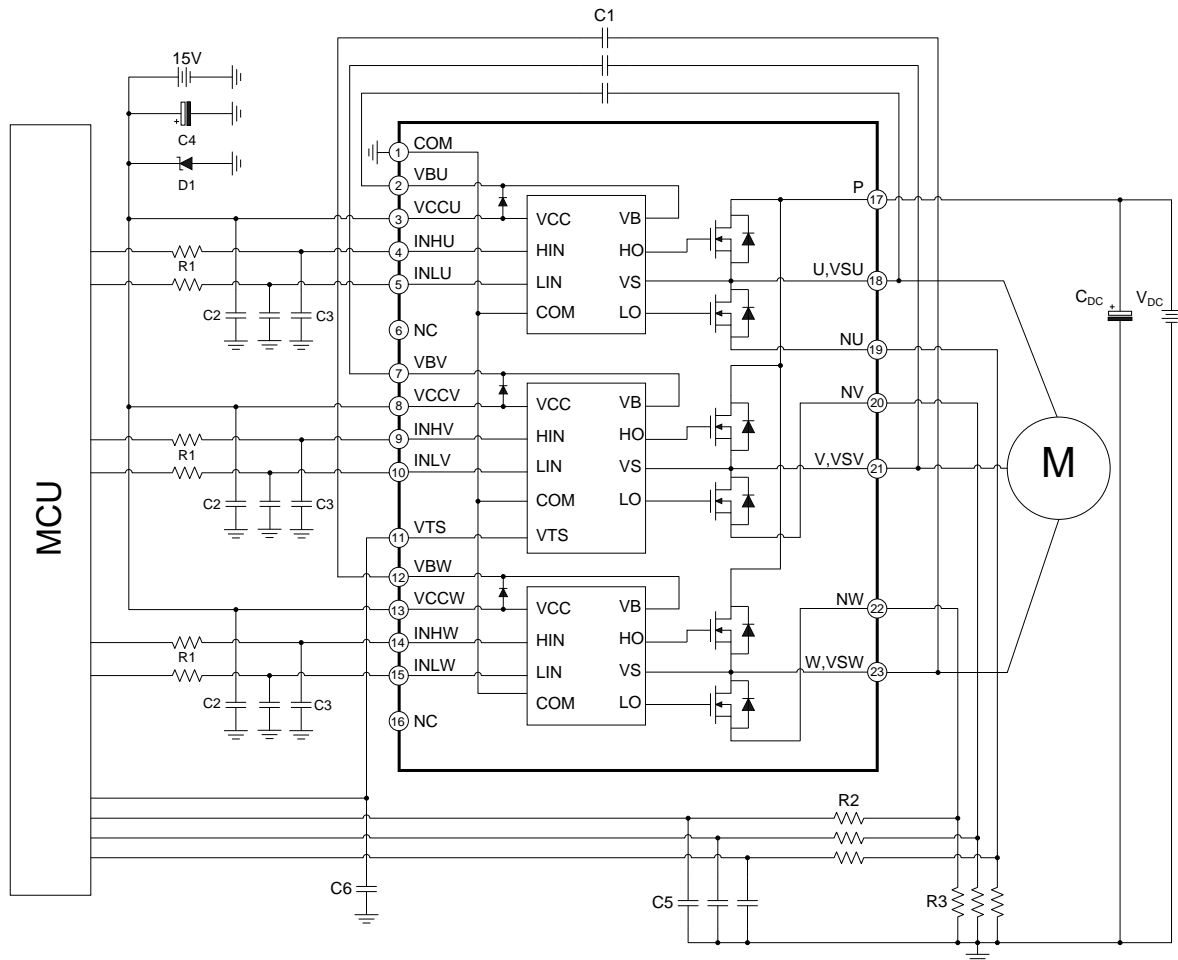 C1
15V
+
C4
D1
MCU
1 COM
2 VBU
3 VCCU
4 INHU
5 INLU
6 NC
7 VBV
8 VCCV
9 INHV
10 INLV
11 VTS
12 VBW
13 VCCW
14 INHW
15 INLW
16 NC
R1
C2
C3
R1
C2
C3
R1
C2
C3
VCC VB
HIN HO
LIN VS
COM LO
VCC VB
HIN HO
LIN VS
COM LO
VTS
VCC VB
HIN HO
LIN VS
COM LO
P 17
U,VSU 18
NU 19
NV 20
V,VSV 21
NW 22
W,VSW 23
CDC + VDC
M
R2
C6
C5
R3